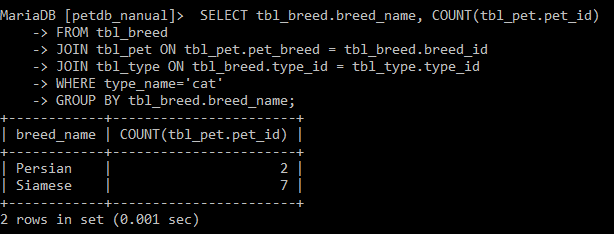 MariaDB [petdb_nanual]>  SELECT tbl_breed.breed_name, COUNT(tbl_pet.pet_id)
    -> FROM tbl_breed
    -> JOIN tbl_pet ON tbl_pet.pet_breed = tbl_breed.breed_id
    -> JOIN tbl_type ON tbl_breed.type_id = tbl_type.type_id
    -> WHERE type_name='cat'
    -> GROUP BY tbl_breed.breed_name;
+------------+-----------------------+
| breed_name | COUNT(tbl_pet.pet_id) |
+------------+-----------------------+
| Persian    |                     2 |
| Siamese    |                     7 |
+------------+-----------------------+
2 rows in set (0.001 sec)